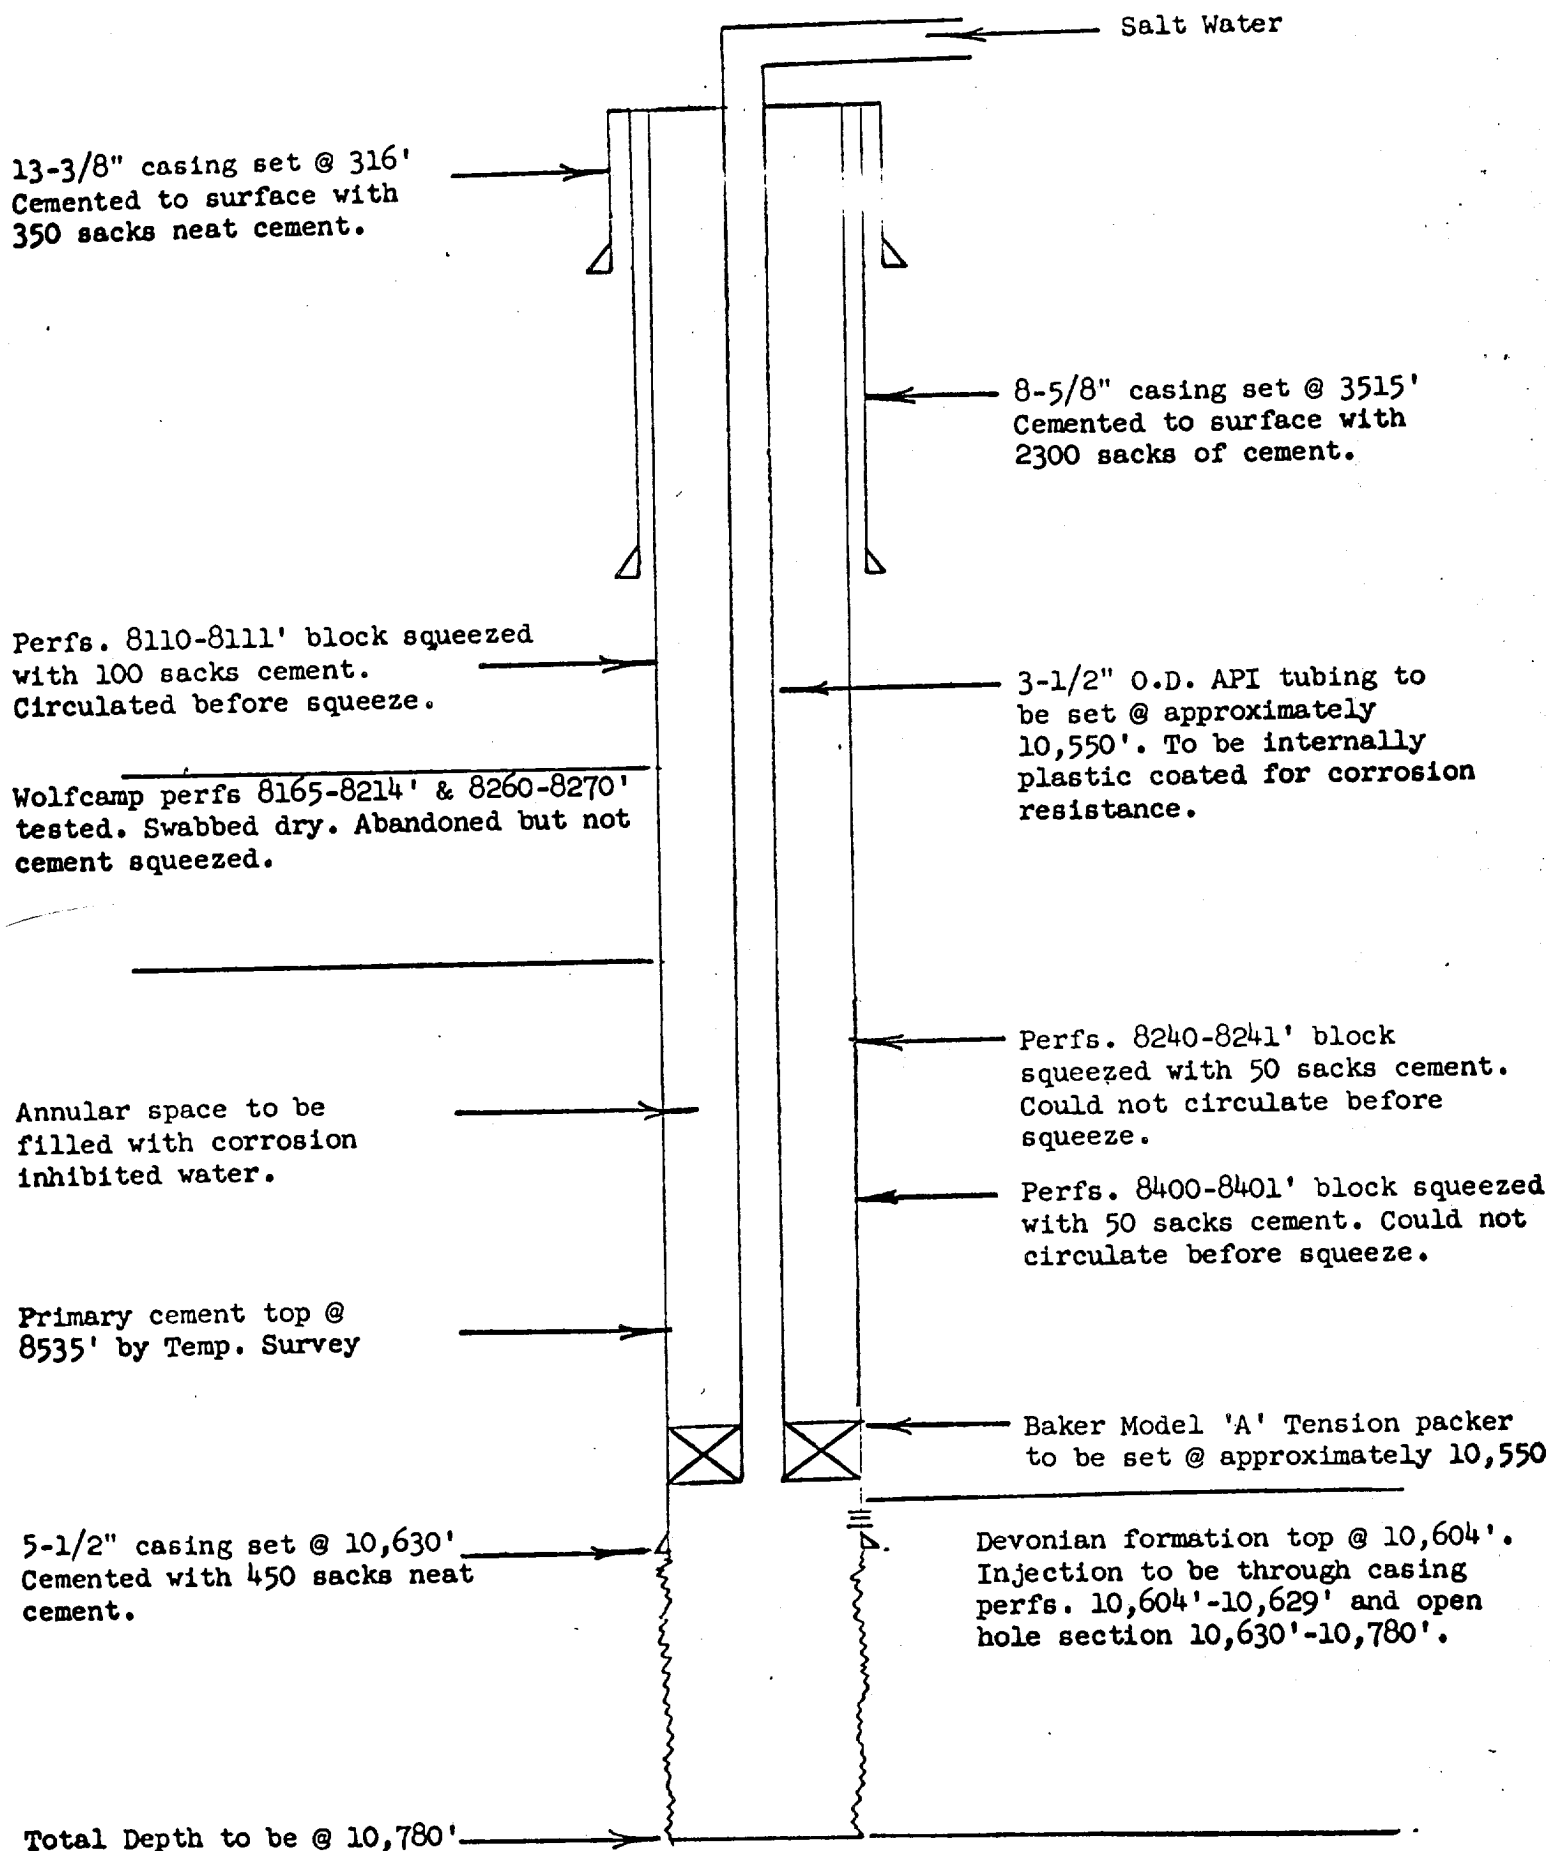 Salt Water
13-3/8" casing set @ 316'
Cemented to surface with
350 sacks neat cement.
8-5/8" casing set @ 3515'
Cemented to surface with
2300 sacks of cement.
Perfs. 8110-8111' block squeezed
with 100 sacks cement.
Circulated before squeeze.
3-1/2" O.D. API tubing to
be set @ approximately
10,550'. To be internally
plastic coated for corrosion
resistance.
Wolfcamp perfs 8165-8214' & 8260-8270'
tested. Swabbed dry. Abandoned but not
cement squeezed.
Perfs. 8240-8241' block
squeezed with 50 sacks cement.
Could not circulate before
squeeze.
Annular space to be
filled with corrosion
inhibited water.
Perfs. 8400-8401' block squeezed
with 50 sacks cement. Could not
circulate before squeeze.
Primary cement top @
8535' by Temp. Survey
Baker Model 'A' Tension packer
to be set @ approximately 10,550
5-1/2" casing set @ 10,630'
Cemented with 450 sacks neat
cement.
Devonian formation top @ 10,604'.
Injection to be through casing
perfs. 10,604'-10,629' and open
hole section 10,630'-10,780'.
Total Depth to be @ 10,780'